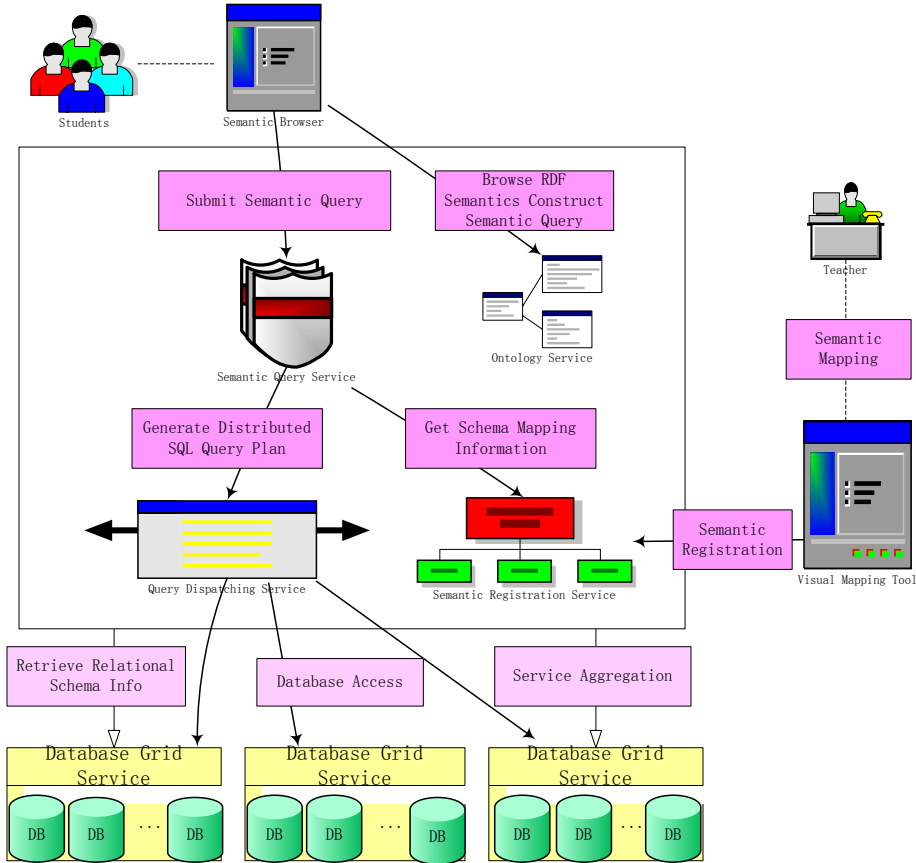 Students
Semantic Browser
Submit Semantic Query
Browse RDF
Semantics Construct
Semantic Query
Teacher
Ontology Service
Semantic
Mapping
Semantic Query Service
Generate Distributed
SQL Query Plan
Get Schema Mapping
Information
Semantic
Registration
Visual Mapping Tool
Query Dispatching Service
Semantic Registration Service
Retrieve Relational
Schema Info
Database Access
Service Aggregation
Database Grid
Service
Database Grid
Service
Database Grid
Service
DB
DB
...
DB
DB
DB
...
DB
DB
DB
...
DB